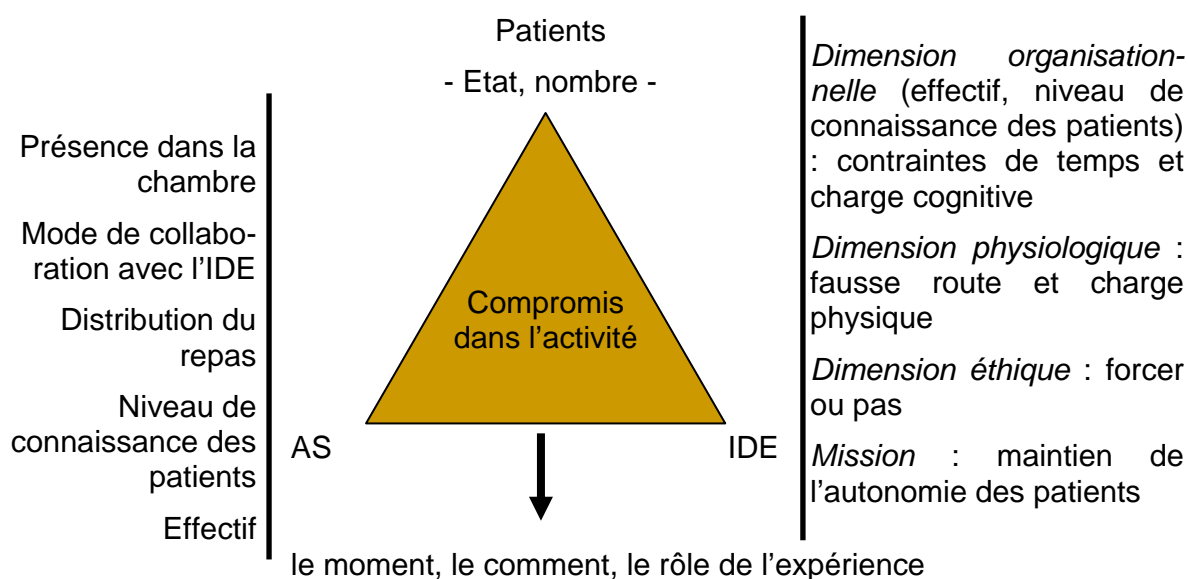 Patients
- Etat, nombre -
Présence dans la
chambre
Mode de collabo-
ration avec l’IDE
Distribution du
repas
Niveau de
connaissance des
patients
Effectif
Compromis
dans l’activité
AS
IDE
le moment, le comment, le rôle de l’expérience
Dimension organisation-
nelle (effectif, niveau de
connaissance des patients)
: contraintes de temps et
charge cognitive
Dimension physiologique :
fausse route et charge
physique
Dimension éthique : forcer
ou pas
Mission : maintien de
l’autonomie des patients